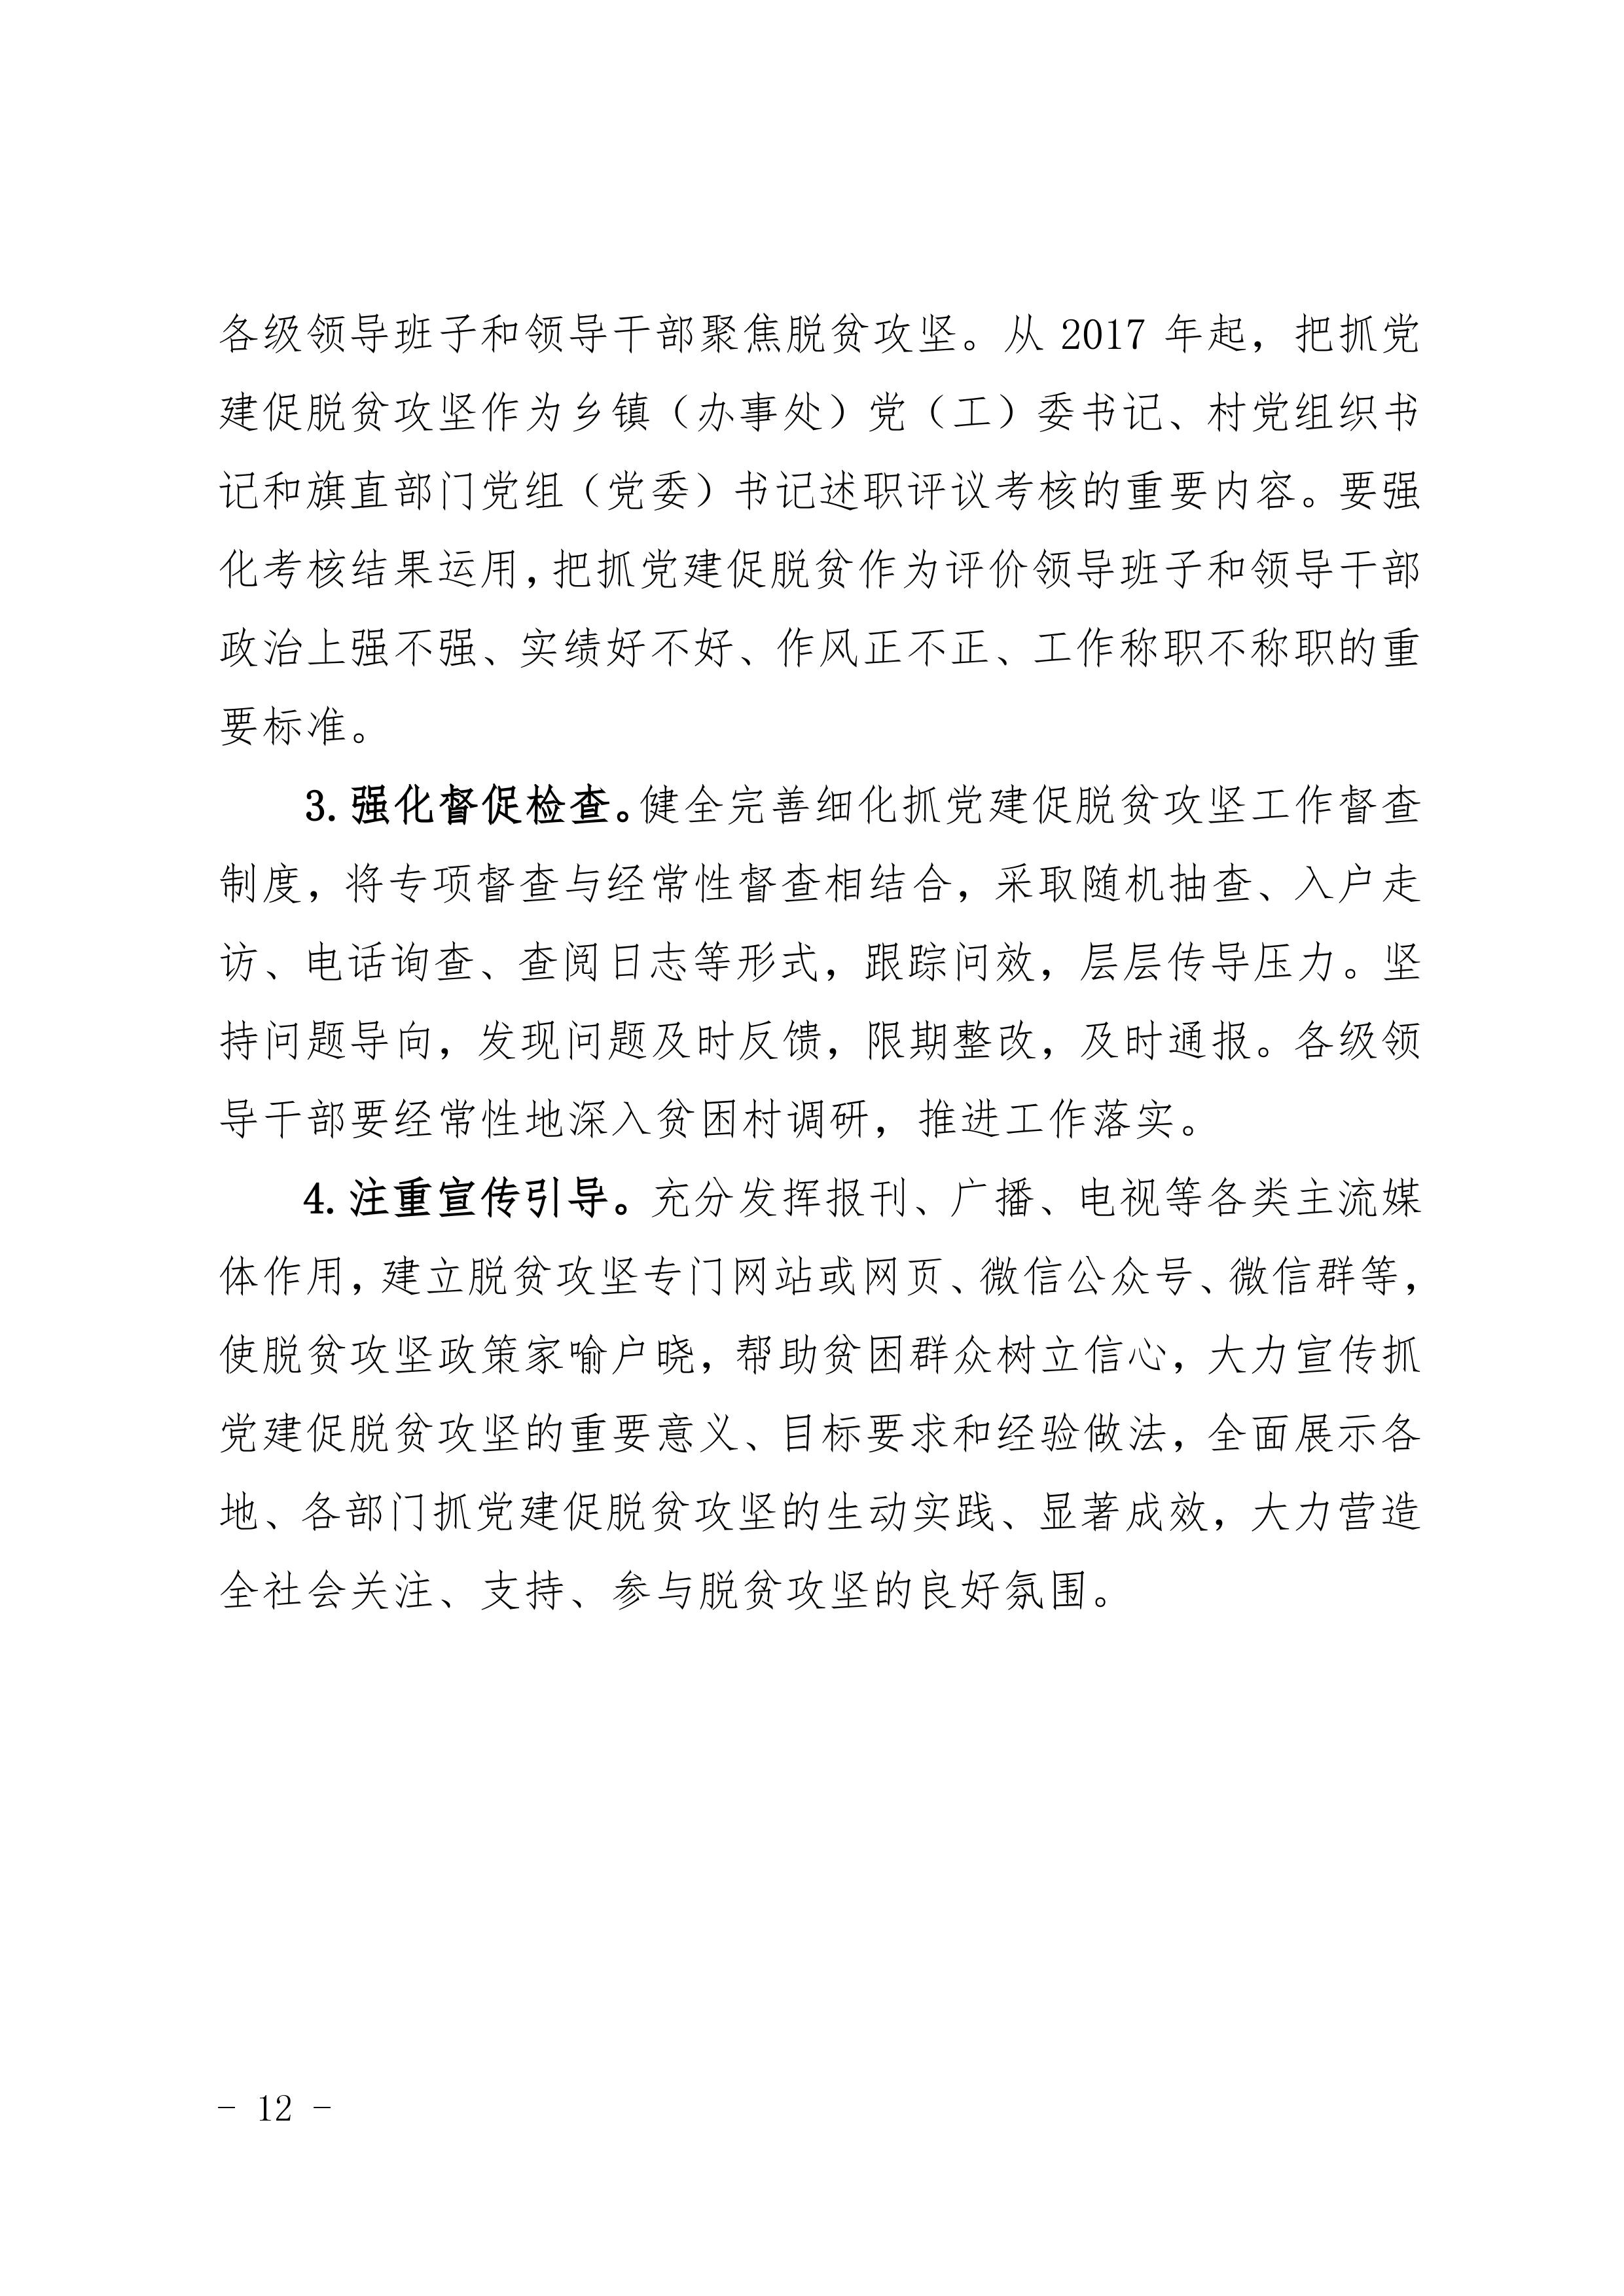 各级领导班子和领导干部聚焦脱贫攻坚。从 2017 年起，把抓党
建促脱贫攻坚作为乡镇（办事处）党（工）委书记、村党组织书
记和旗直部门党组（党委）书记述职评议考核的重要内容。要强
化考核结果运用，把抓党建促脱贫作为评价领导班子和领导干部
政治上强不强、实绩好不好、作风正不正、工作称职不称职的重
要标准。
3. 强化督促检查。健全完善细化抓党建促脱贫攻坚工作督查
制度，将专项督查与经常性督查相结合，采取随机抽查、入户走
访、电话询查、查阅日志等形式，跟踪问效，层层传导压力。坚
持问题导向，发现问题及时反馈，限期整改，及时通报。各级领
导干部要经常性地深入贫困村调研，推进工作落实。
4. 注重宣传引导。充分发挥报刊、广播、电视等各类主流媒
体作用，建立脱贫攻坚专门网站或网页、微信公众号、微信群等，
使脱贫攻坚政策家喻户晓，帮助贫困群众树立信心，大力宣传抓
党建促脱贫攻坚的重要意义、目标要求和经验做法，全面展示各
地、各部门抓党建促脱贫攻坚的生动实践、显著成效，大力营造
全社会关注、支持、参与脱贫攻坚的良好氛围。
- 12 -